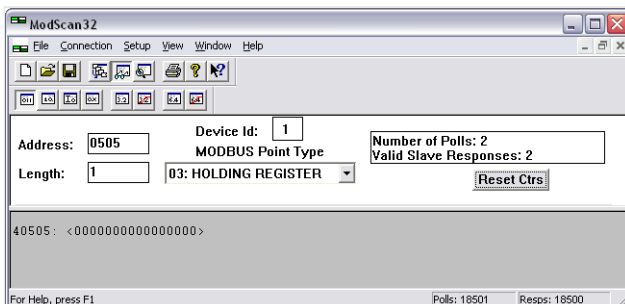 ModScan32
File Connection Setup View Window Help
Address: 0505
Device Id: 1
MODBUS Point Type
Length: 1
03: HOLDING REGISTER
Number of Polls: 2
Valid Slave Responses: 2
Reset Ctrs
40505: <0000000000000000>
For Help, press F1
Polls: 18501
Resps: 18500